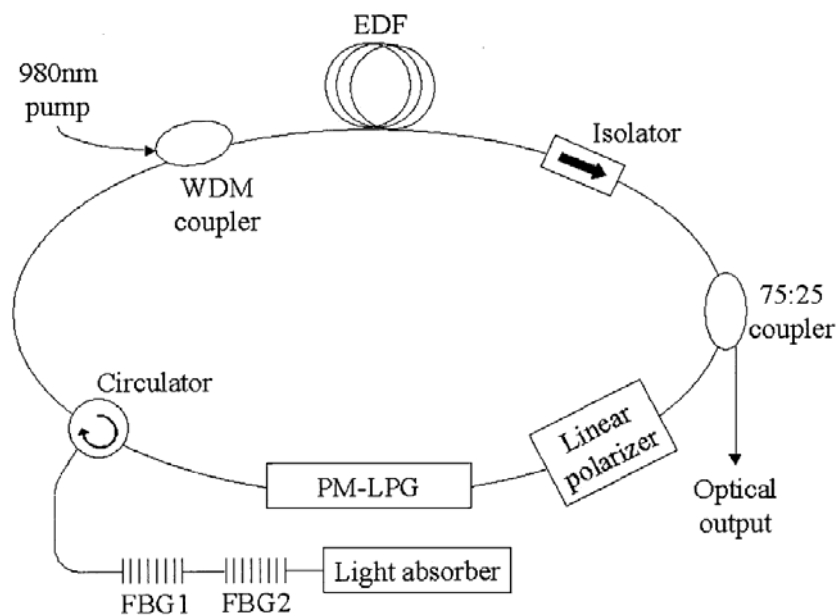 EDF
980nm
pump
Isolator
WDM
coupler
75:25
coupler
Circulator
Linear
polarizer
PM-LPG
Optical
output
Light absorber
FBG1
FBG2